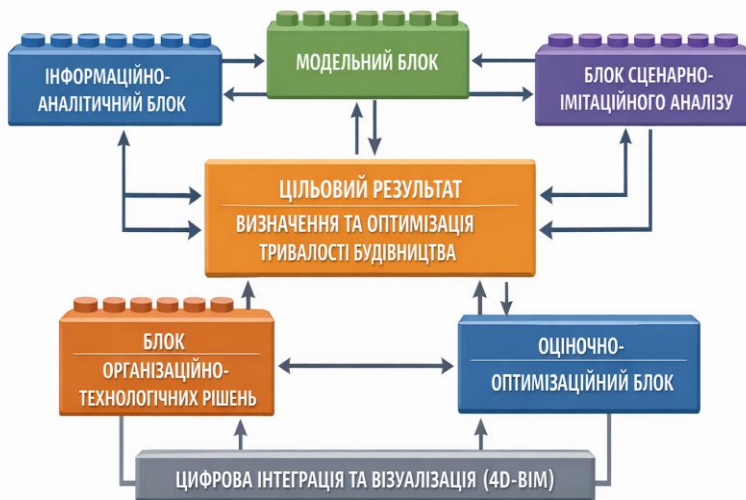 ІНФОРМАЦІЙНО-
АНАЛІТИЧНИЙ БЛОК
МОДЕЛЬНИЙ БЛОК
БЛОК СЦЕНАРНО-
ІМІТАЦІЙНОГО АНАЛІЗУ
ЦІЛЬОВИЙ РЕЗУЛЬТАТ
ВИЗНАЧЕННЯ ТА ОПТИМІЗАЦІЯ
ТРИВАЛОСТІ БУДІВНИЦТВА
БЛОК
ОРГАНІЗАЦІЙНО-
ТЕХНОЛОГІЧНИХ РІШЕНЬ
ОЦІНОЧНО-
ОПТИМІЗАЦІЙНИЙ БЛОК
ЦИФРОВА ІНТЕГРАЦІЯ ТА ВІЗУАЛІЗАЦІЯ (4D-BIM)